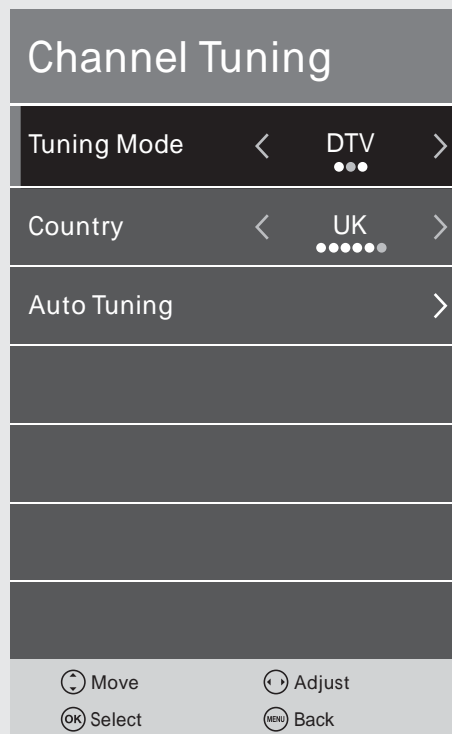 Channel Tuning
Tuning Mode < DTV >
Country < UK >
Auto Tuning >
Move Adjust
OK Select MENU Back